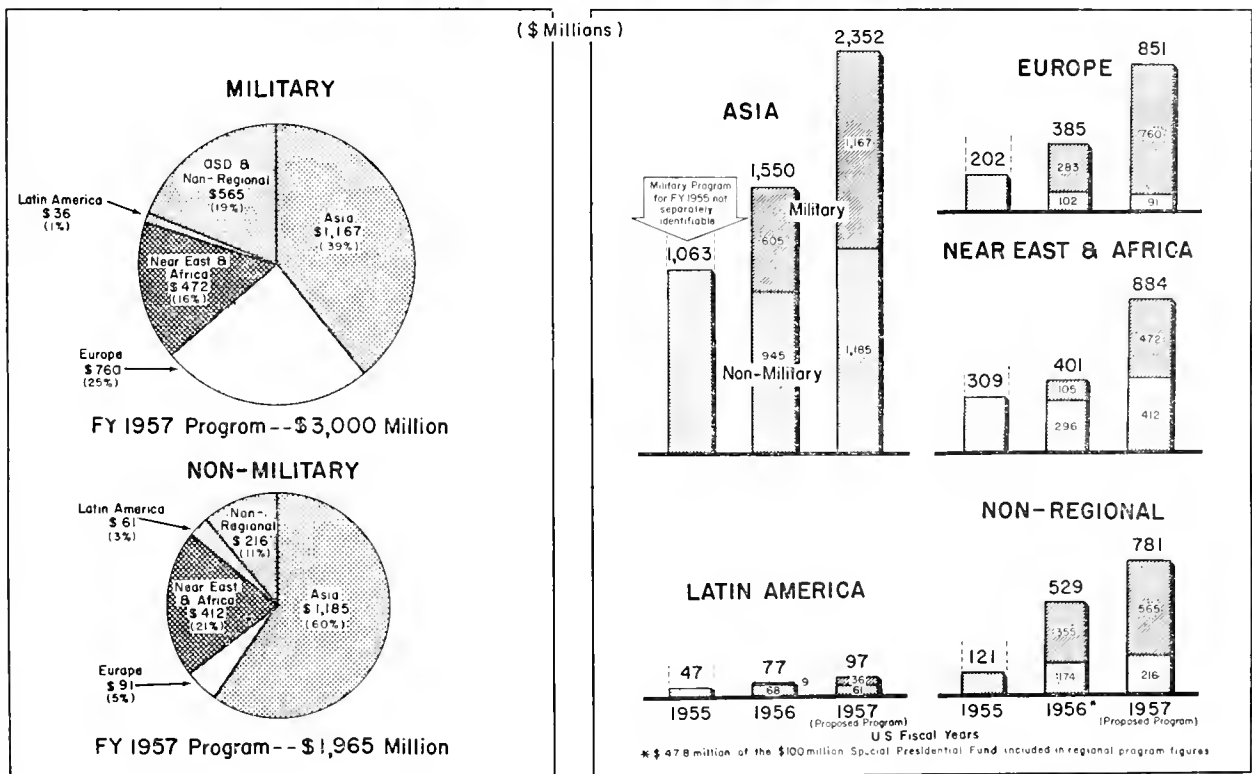 ($ Millions)
MILITARY
OSD &
Non-Regional
$565
(19%)
Latin America
$36
(1%)
Asia
$1,167
(39%)
Near East &
Africa
$472
(16%)
Europe
$760
(25%)
FY 1957 Program--$3,000 Million
NON-MILITARY
Latin America
$61
(3%)
Non-
Regional
$216
(11%)
Near East
& Africa
$412
(21%)
Asia
$1,185
(60%)
Europe
$91
(5%)
FY 1957 Program--$1,965 Million
ASIA
2,352
1,167
1,185
1,550
Military
605
945
Non-Military
Military Program
for FY 1955 not
separately
identifiable
1,063
EUROPE
202
385
283
102
851
760
91
NEAR EAST & AFRICA
309
401
105
296
884
472
412
LATIN AMERICA
47
77
9
68
97
36
61
1955
1956
1957
(Proposed Program)
NON-REGIONAL
121
529
355
174
781
565
216
1955
1956*
1957
(Proposed Program)
U.S. Fiscal Years
* $47.8 million of the $100 million Special Presidential Fund included in regional program figures